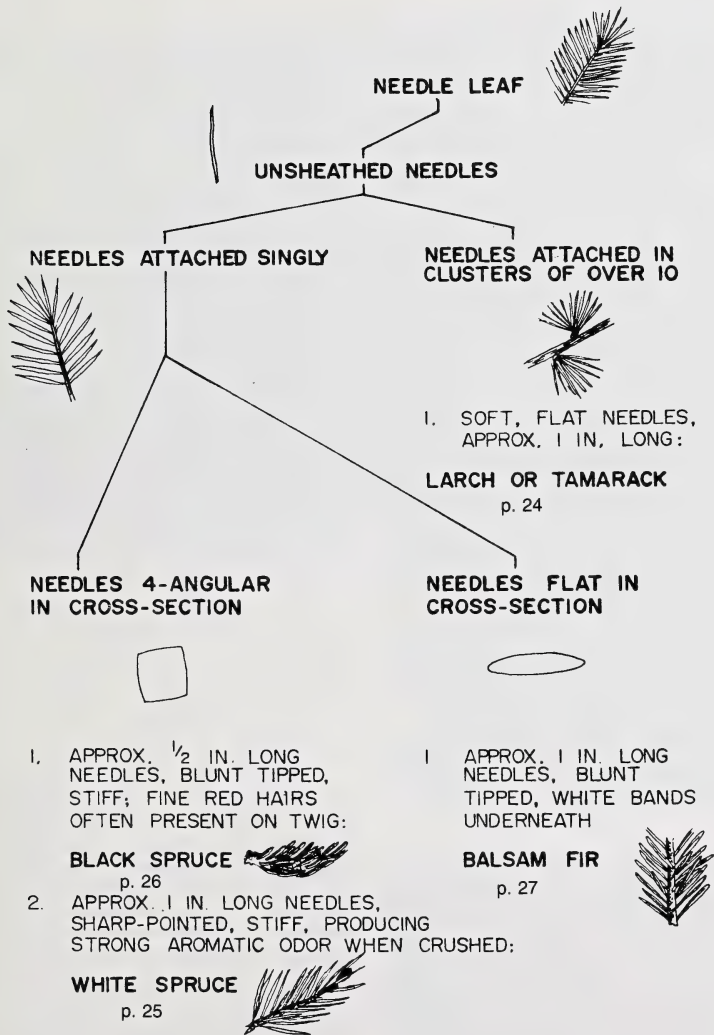 NEEDLE LEAF
UNSHEATHED NEEDLES
NEEDLES ATTACHED SINGLY
NEEDLES ATTACHED IN
CLUSTERS OF OVER 10
1. SOFT, FLAT NEEDLES,
APPROX. 1 IN. LONG:
LARCH OR TAMARACK
p. 24
NEEDLES 4-ANGULAR
IN CROSS-SECTION
NEEDLES FLAT IN
CROSS-SECTION
1. APPROX. 1/2 IN. LONG
NEEDLES, BLUNT TIPPED,
STIFF; FINE RED HAIRS
OFTEN PRESENT ON TWIG:
BLACK SPRUCE
p. 26
2. APPROX. 1 IN. LONG NEEDLES,
SHARP-POINTED, STIFF, PRODUCING
STRONG AROMATIC ODOR WHEN CRUSHED:
WHITE SPRUCE
p. 25
1 APPROX. 1 IN. LONG
NEEDLES, BLUNT
TIPPED, WHITE BANDS
UNDERNEATH
BALSAM FIR
p. 27